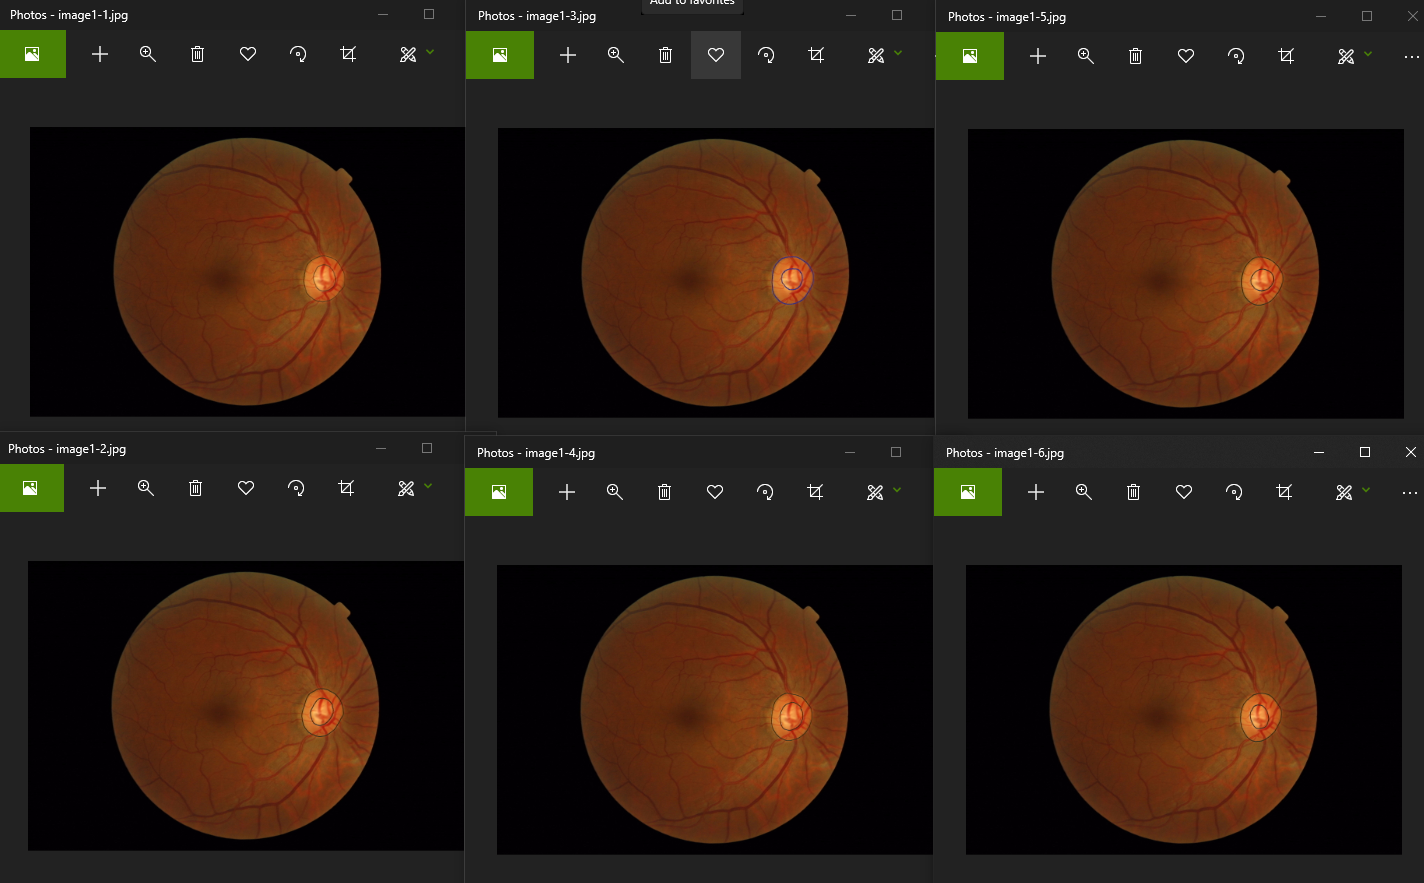 Add to favorites
Photos - image1-1.jpg
Photos - image1-3.jpg
Photos - image1-5.jpg
Photos - image1-2.jpg
Photos - image1-4.jpg
Photos - image1-6.jpg